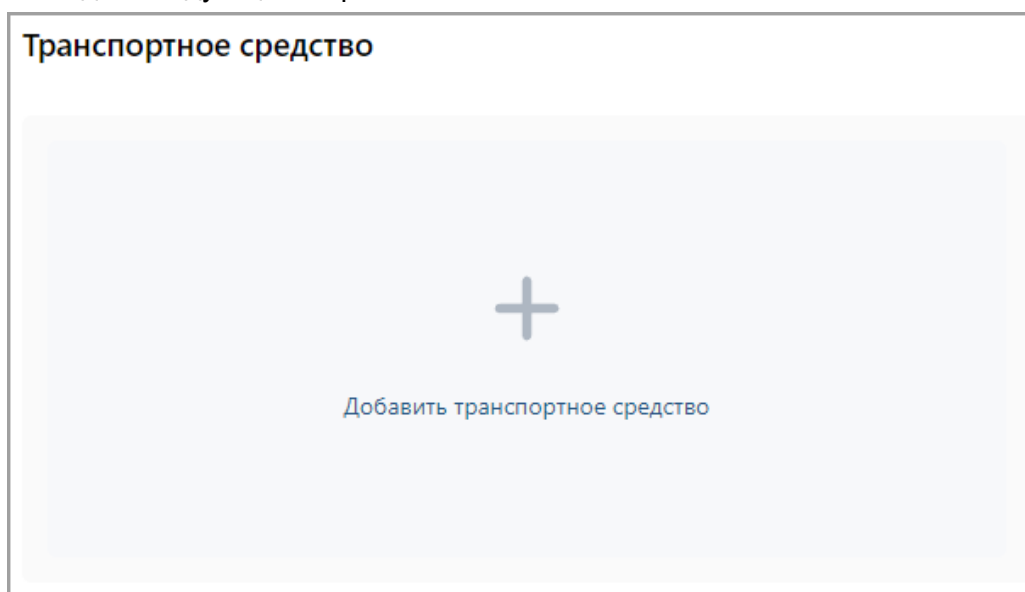 Транспортное средство
Добавить транспортное средство